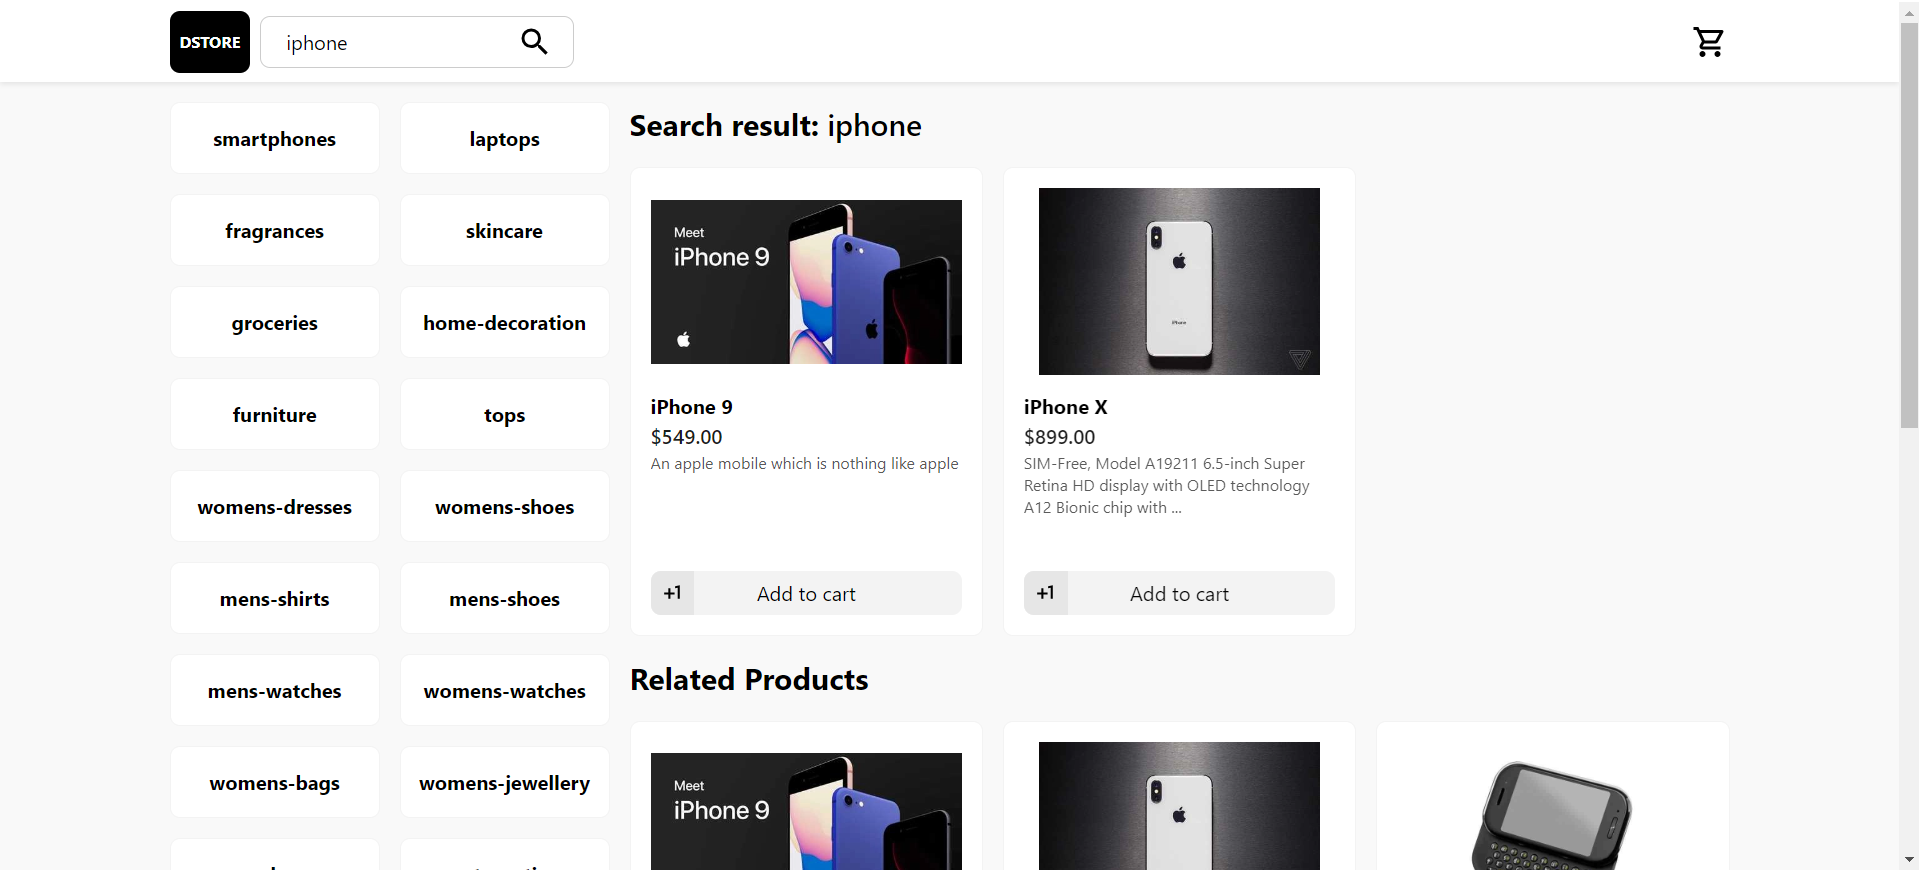 DSTORE
iphone
smartphones
laptops
fragrances
skincare
groceries
home-decoration
furniture
tops
womens-dresses
womens-shoes
mens-shirts
mens-shoes
mens-watches
womens-watches
womens-bags
womens-jewellery
Search result: iphone
Meet
iPhone 9
iPhone 9
$549.00
An apple mobile which is nothing like apple
+1
Add to cart
iPhone
iPhone X
$899.00
SIM-Free, Model A19211 6.5-inch Super
Retina HD display with OLED technology
A12 Bionic chip with ...
+1
Add to cart
Related Products
Meet
iPhone 9